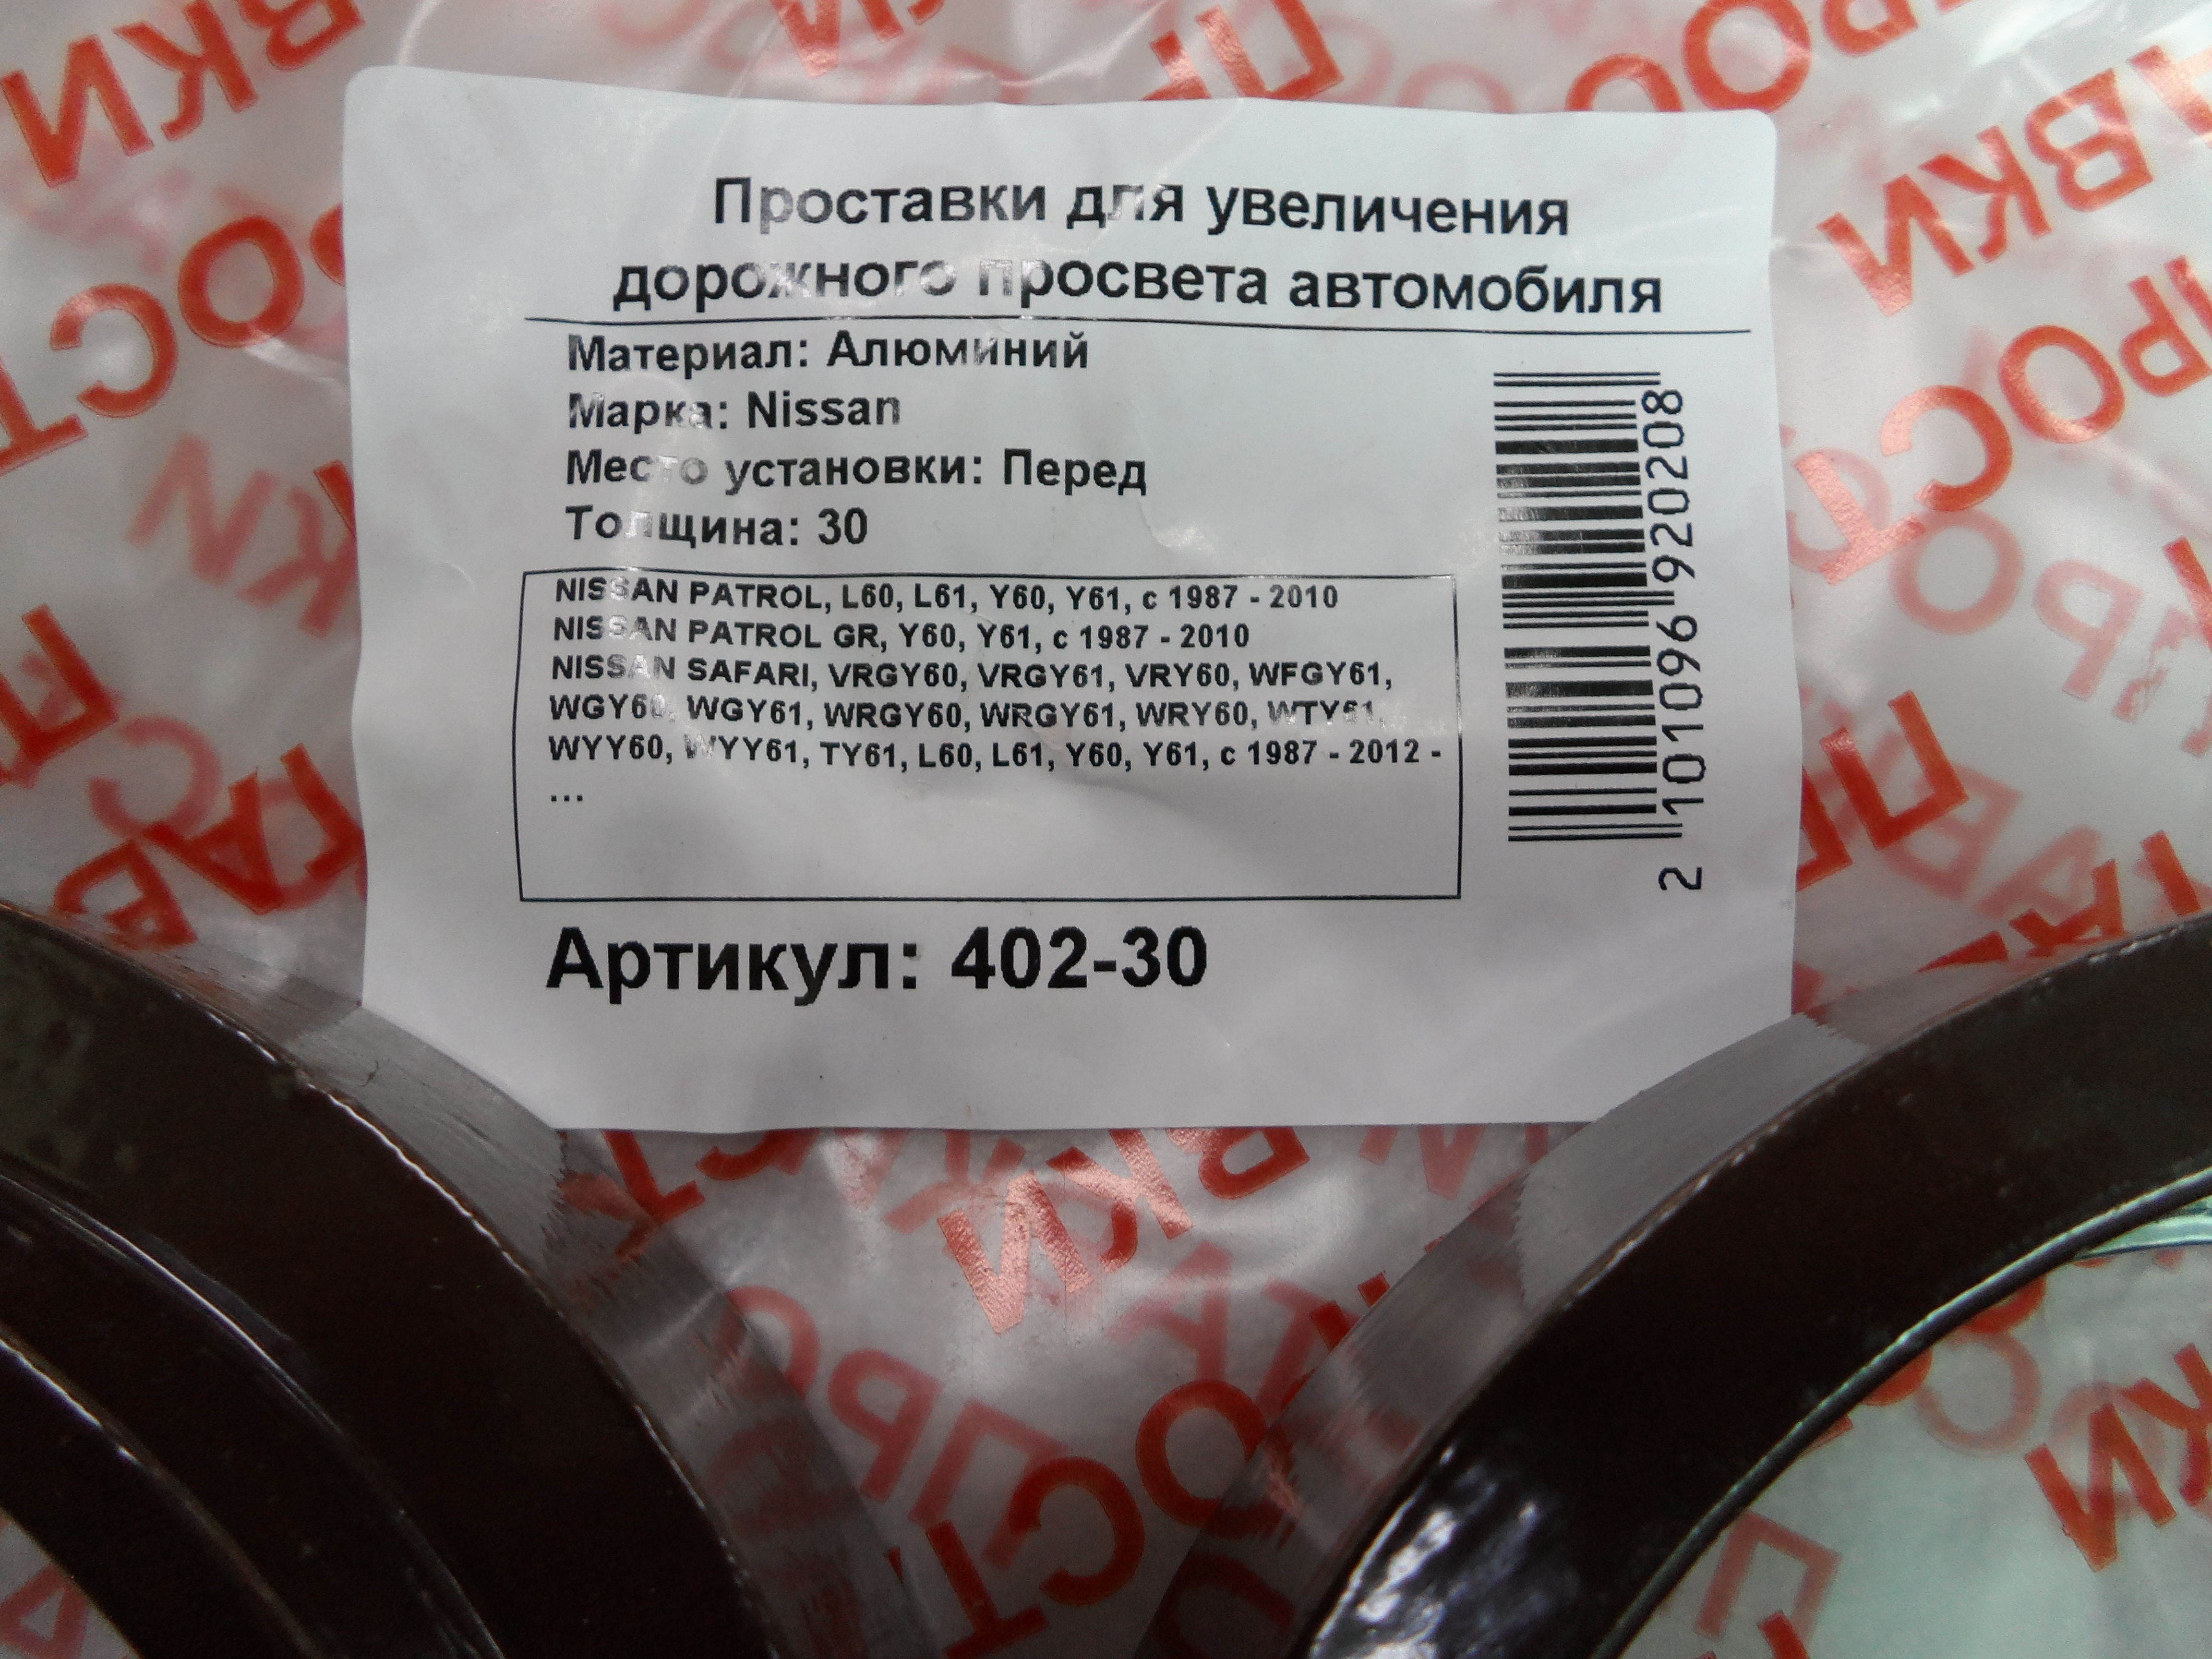 Проставки для увеличения
дорожного просвета автомобиля
Материал: Алюминий
Марка: Nissan
Место установки: Перед
Толщина: 30
NISSAN PATROL, L60, L61, Y60, Y61, с 1987 - 2010
NISSAN PATROL GR, Y60, Y61, с 1987 - 2010
NISSAN SAFARI, VRGY60, VRGY61, VRY60, WFGY61,
WGY60, WGY61, WRGY60, WRGY61, WRY60, WTY61,
WYY60, WYY61, TY61, L60, L61, Y60, Y61, с 1987 - 2012 -
...
Артикул: 402-30
2 101096 920208